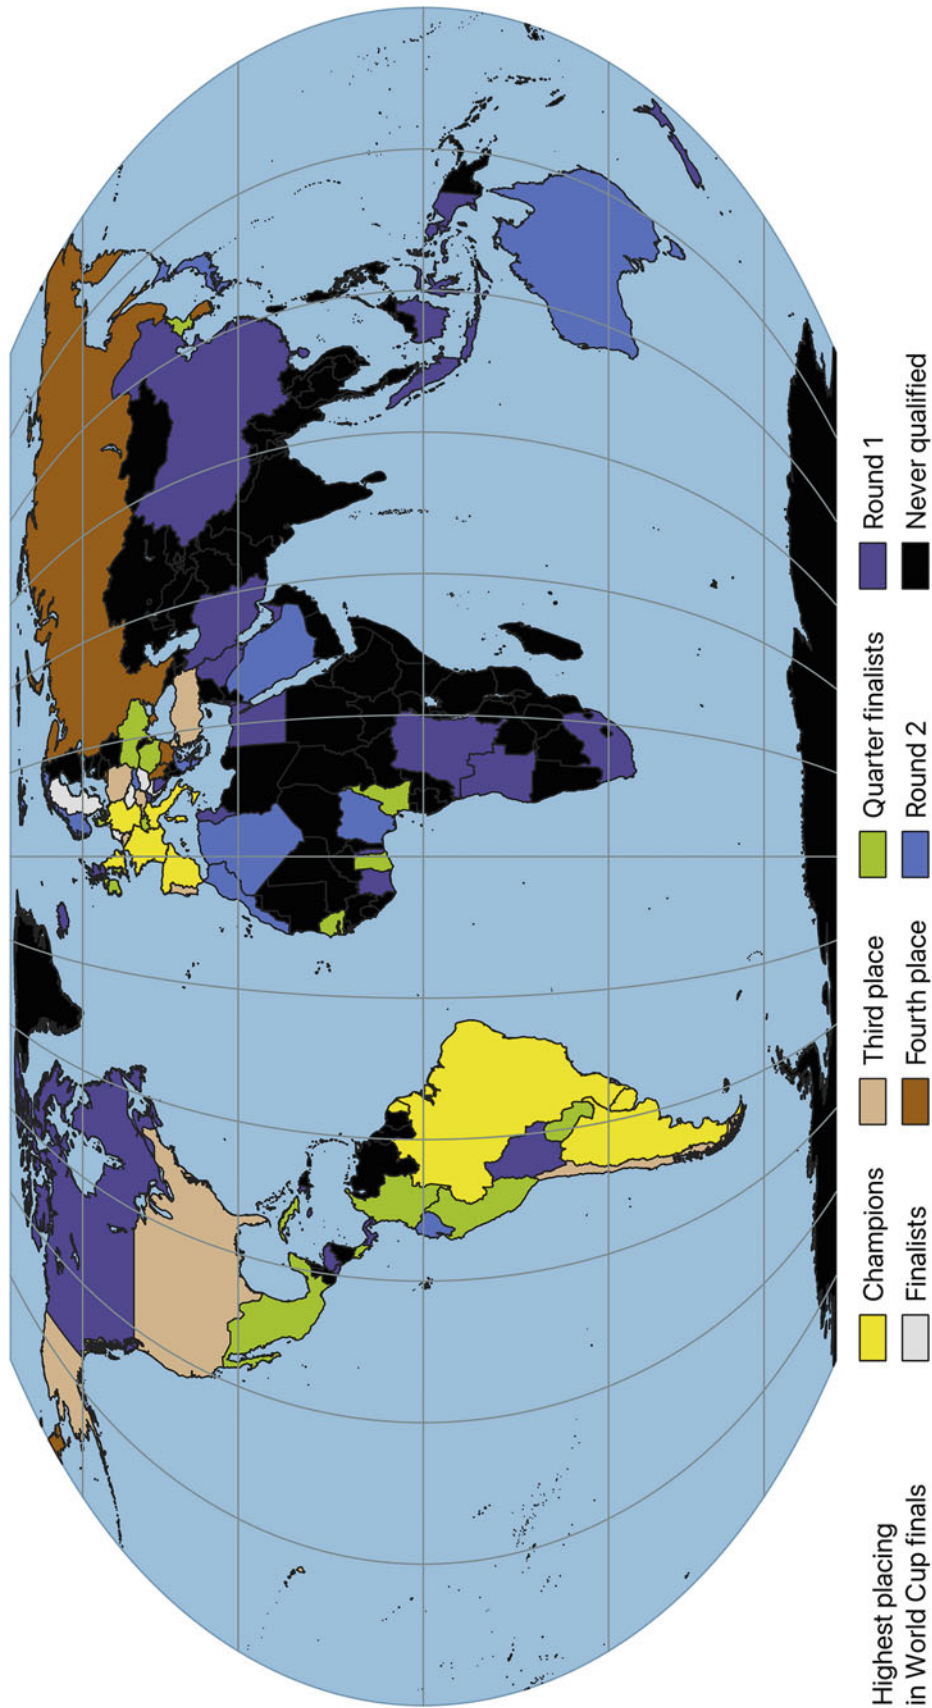 Highest placing
in World Cup finals
Champions
Finalists
Third place
Fourth place
Quarter finalists
Round 2
Round 1
Never qualified